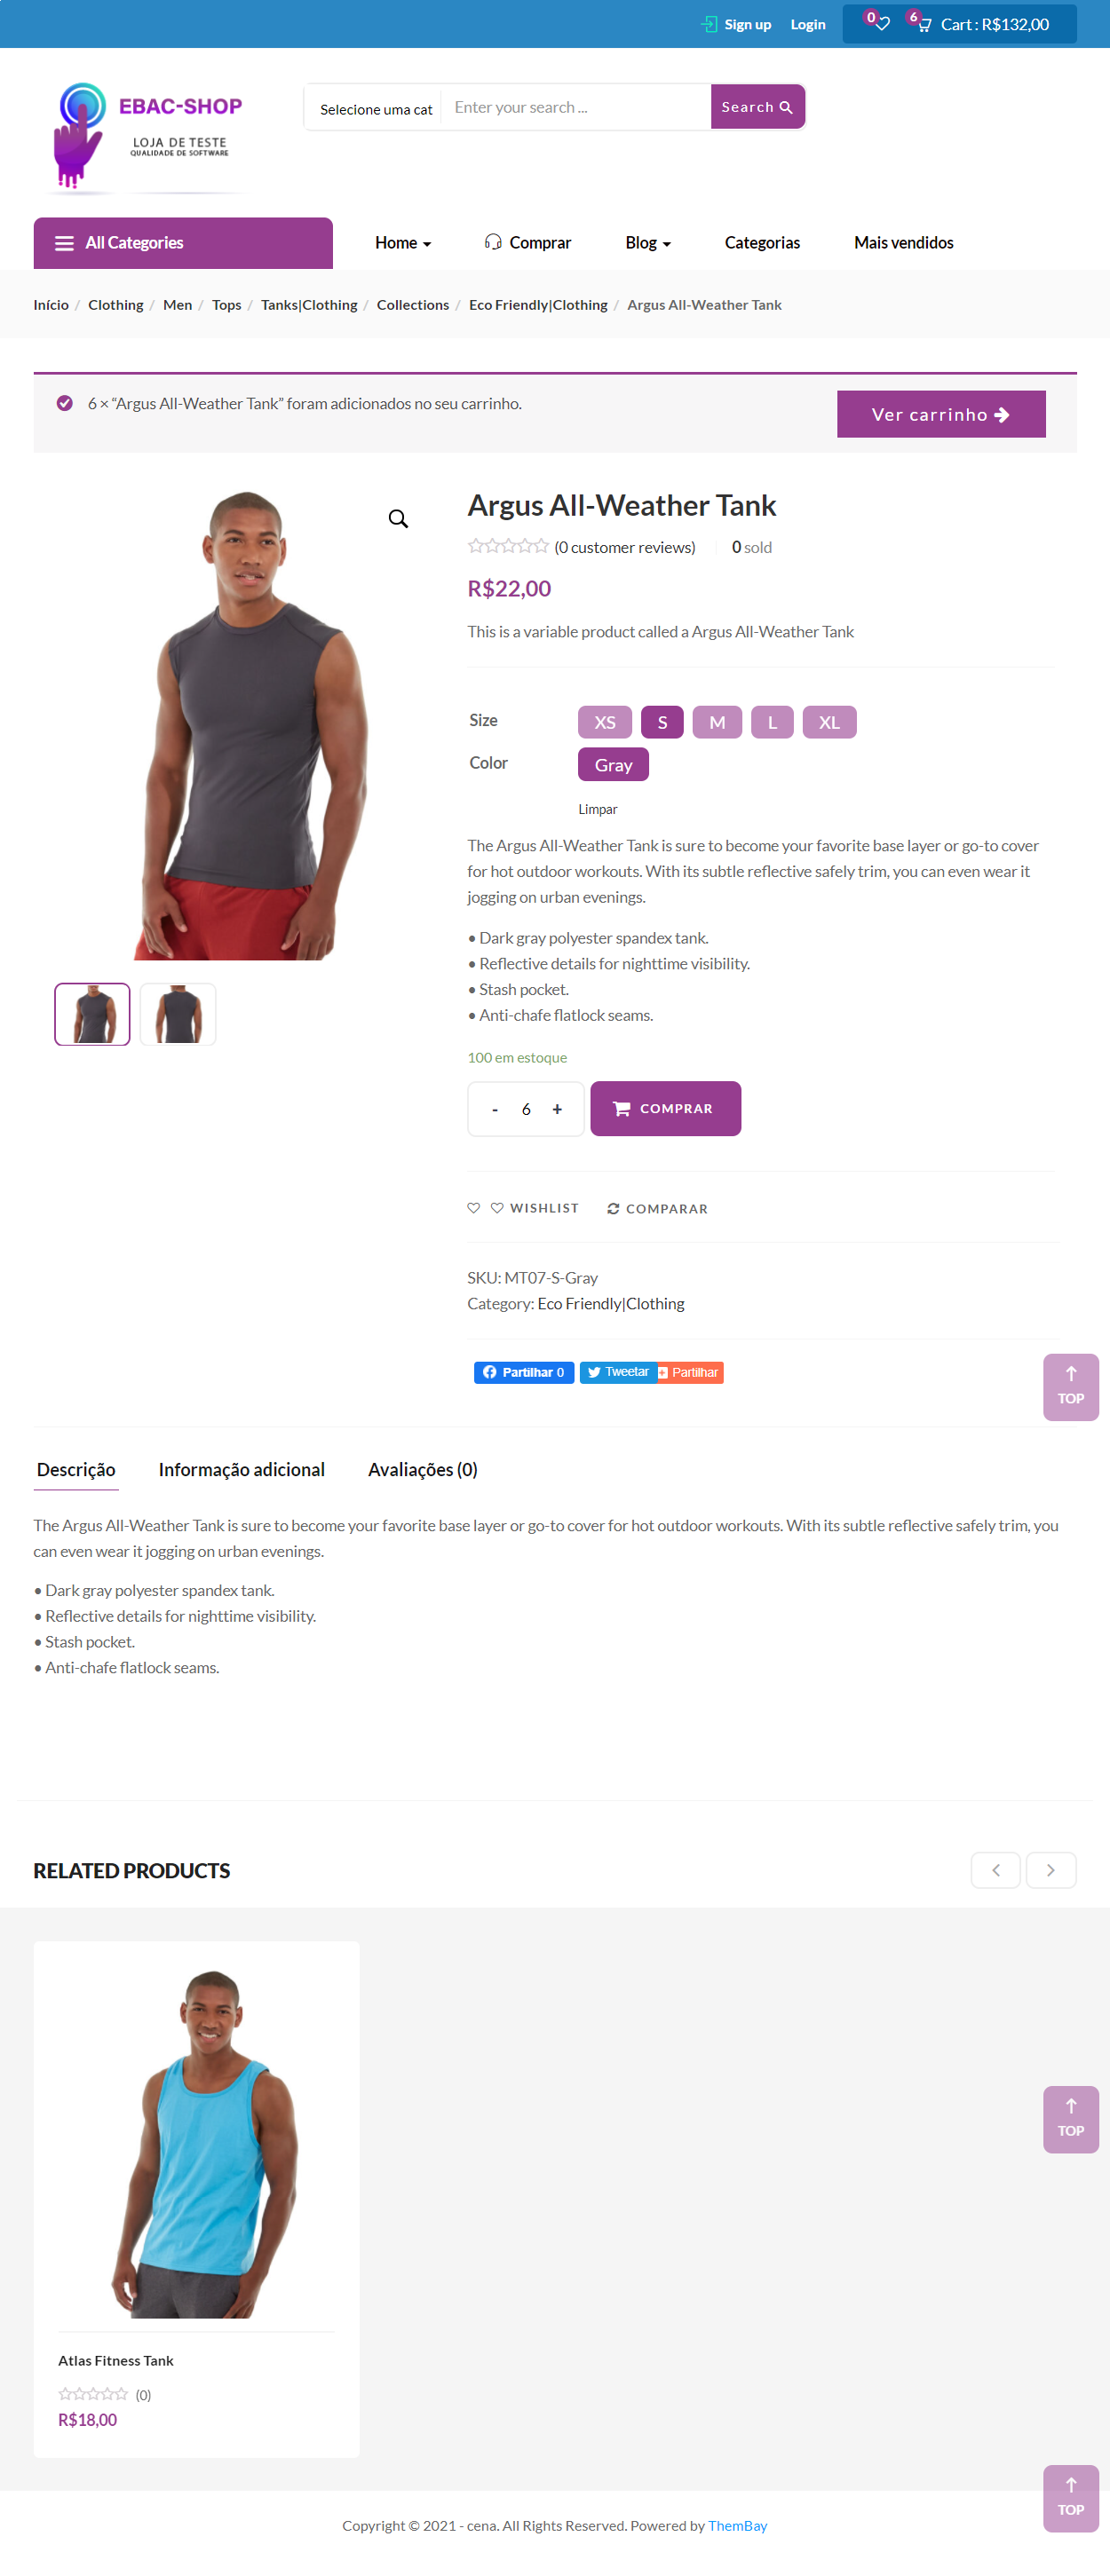 Sign up Login 0 6 Cart : R$132,00
EBAC-SHOP
LOJA DE TESTE
QUALIDADE DE SOFTWARE
Selecione uma cat Enter your search ... Search
All Categories Home Comprar Blog Categorias Mais vendidos
Início / Clothing / Men / Tops / Tanks|Clothing / Collections / Eco Friendly|Clothing / Argus All-Weather Tank
6 × “Argus All-Weather Tank” foram adicionados no seu carrinho. Ver carrinho
Argus All-Weather Tank
(0 customer reviews) 0 sold
R$22,00
This is a variable product called a Argus All-Weather Tank
Size XS S M L XL
Color Gray
Limpar
The Argus All-Weather Tank is sure to become your favorite base layer or go-to cover
for hot outdoor workouts. With its subtle reflective safely trim, you can even wear it
jogging on urban evenings.
• Dark gray polyester spandex tank.
• Reflective details for nighttime visibility.
• Stash pocket.
• Anti-chafe flatlock seams.
100 em estoque
- 6 + COMPRAR
WISHLIST COMPARAR
SKU: MT07-S-Gray
Category: Eco Friendly|Clothing
Partilhar 0 Tweetar Partilhar
TOP
Descrição Informação adicional Avaliações (0)
The Argus All-Weather Tank is sure to become your favorite base layer or go-to cover for hot outdoor workouts. With its subtle reflective safely trim, you
can even wear it jogging on urban evenings.
• Dark gray polyester spandex tank.
• Reflective details for nighttime visibility.
• Stash pocket.
• Anti-chafe flatlock seams.
RELATED PRODUCTS
TOP
Atlas Fitness Tank
(0)
R$18,00
TOP
Copyright © 2021 - cena. All Rights Reserved. Powered by ThemBay